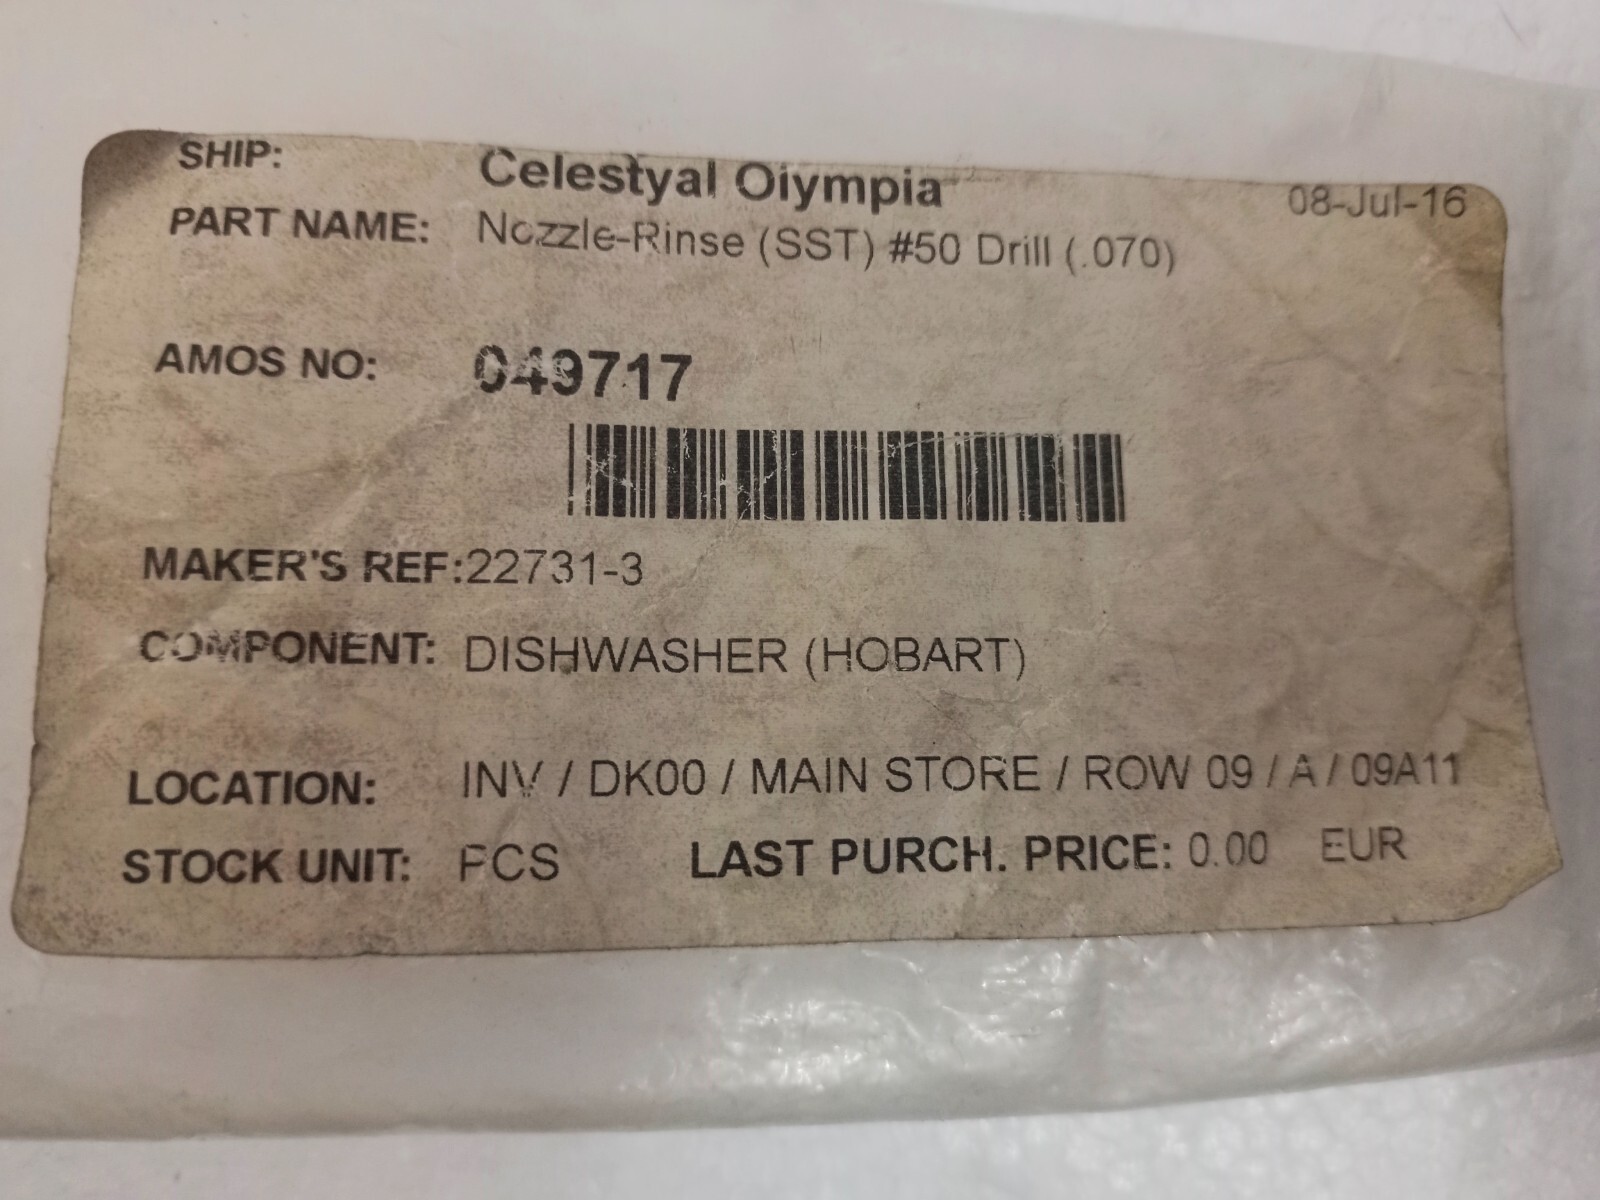 SHIP: Celestyal Olympia 08-Jul-16
PART NAME: Nozzle-Rinse (SST) #50 Drill (.070)
AMOS NO: 049717
MAKER'S REF:22731-3
COMPONENT: DISHWASHER (HOBART)
LOCATION: INV / DK00 / MAIN STORE / ROW 09 / A / 09A11
STOCK UNIT: PCS LAST PURCH. PRICE: 0.00 EUR